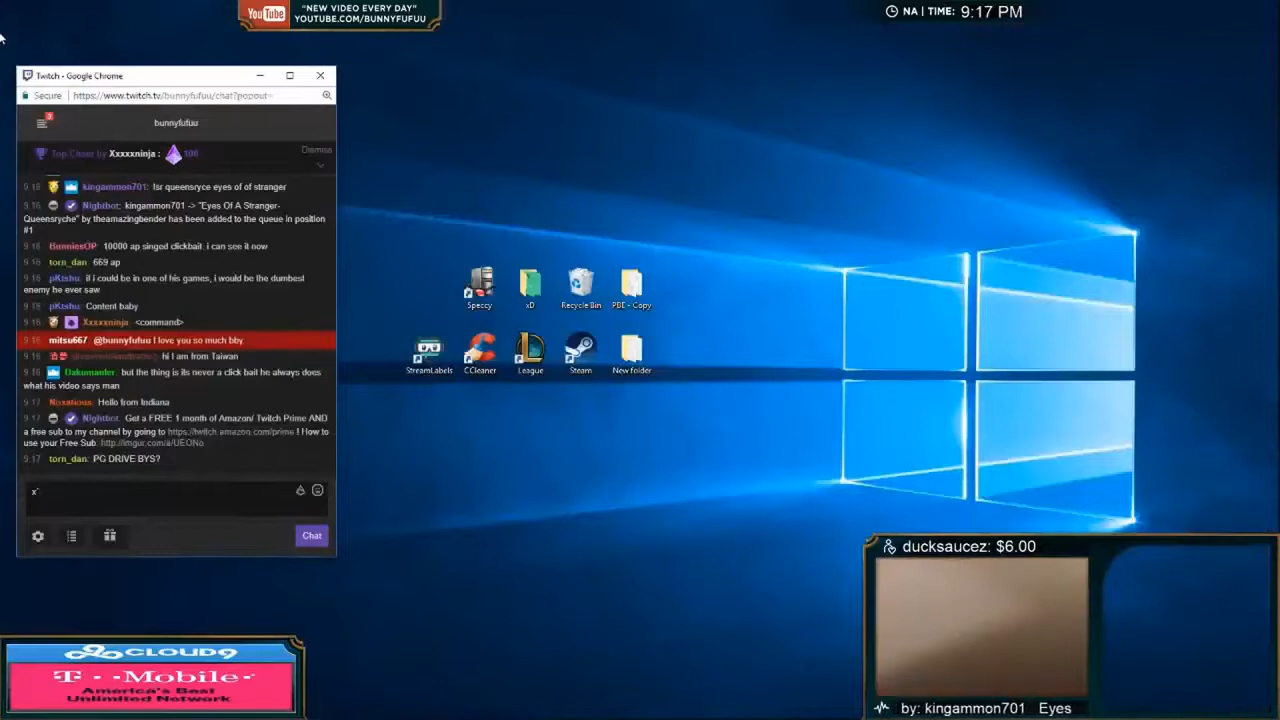 YouTube
"NEW VIDEO EVERY DAY"
YOUTUBE.COM/BUNNYFUFUU
NA | TIME: 9:17 PM
Twitch - Google Chrome
Secure | https://www.twitch.tv/bunnyfufuu/chat?popout=
bunnyfufuu
Top Cheer by Xxxxxninja : 100
Dismiss
kingammon701: !sr queensryce eyes of of stranger
9:16 Nightbot: kingammon701 -> "Eyes Of A Stranger-
Queensryche" by theamazingbender has been added to the queue in position
#1
9:16 BunniesOP 10000 ap singed clickbait. i can see it now
9:16 torn_dan: 669 ap
9:16 pKtshu: if i could be in one of his games, i would be the dumbest
enemy he ever saw
9:16 pKtshu: Content baby
9:16 Xxxxxninja <command>
9:16 mitsu667 @bunnyfufuu I love you so much bby
9:16 hi I am from Taiwan
9:16 Dakumander: but the thing is its never a click bait he always does
what his video says man
9:17 Noxatious: Hello from Indiana
9:17 Nightbot: Get a FREE 1 month of Amazon/ Twitch Prime AND
a free sub to my channel by going to https://twitch.amazon.com/prime ! How to
use your Free Sub:
9:17 torn_dan: PG DRIVE BYS?
Chat
Speccy
xD
Recycle Bin
PBE - Copy
StreamLabels
CCleaner
League
Steam
New folder
ducksaucez: $6.00
by: kingammon701 Eyes
CLOUD9
T-Mobile
America's Best
Unlimited Network